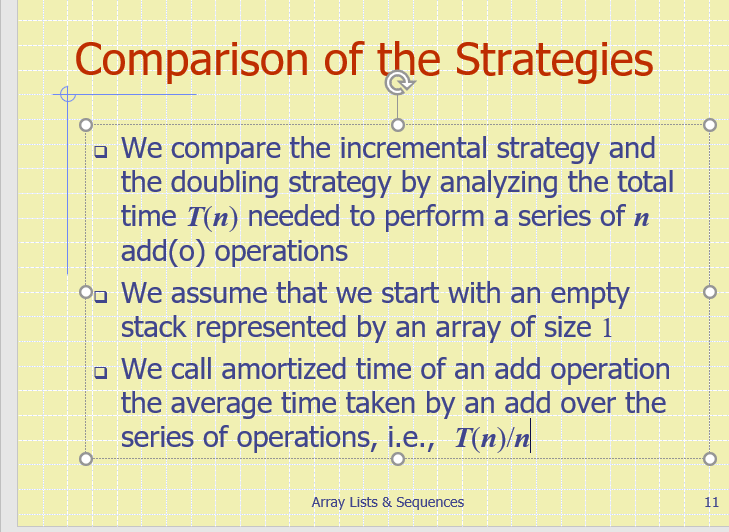 Comparison of the Strategies
❑ We compare the incremental strategy and
the doubling strategy by analyzing the total
time T(n) needed to perform a series of n
add(o) operations
❑ We assume that we start with an empty
stack represented by an array of size 1
❑ We call amortized time of an add operation
the average time taken by an add over the
series of operations, i.e., T(n)/n
Array Lists & Sequences
11